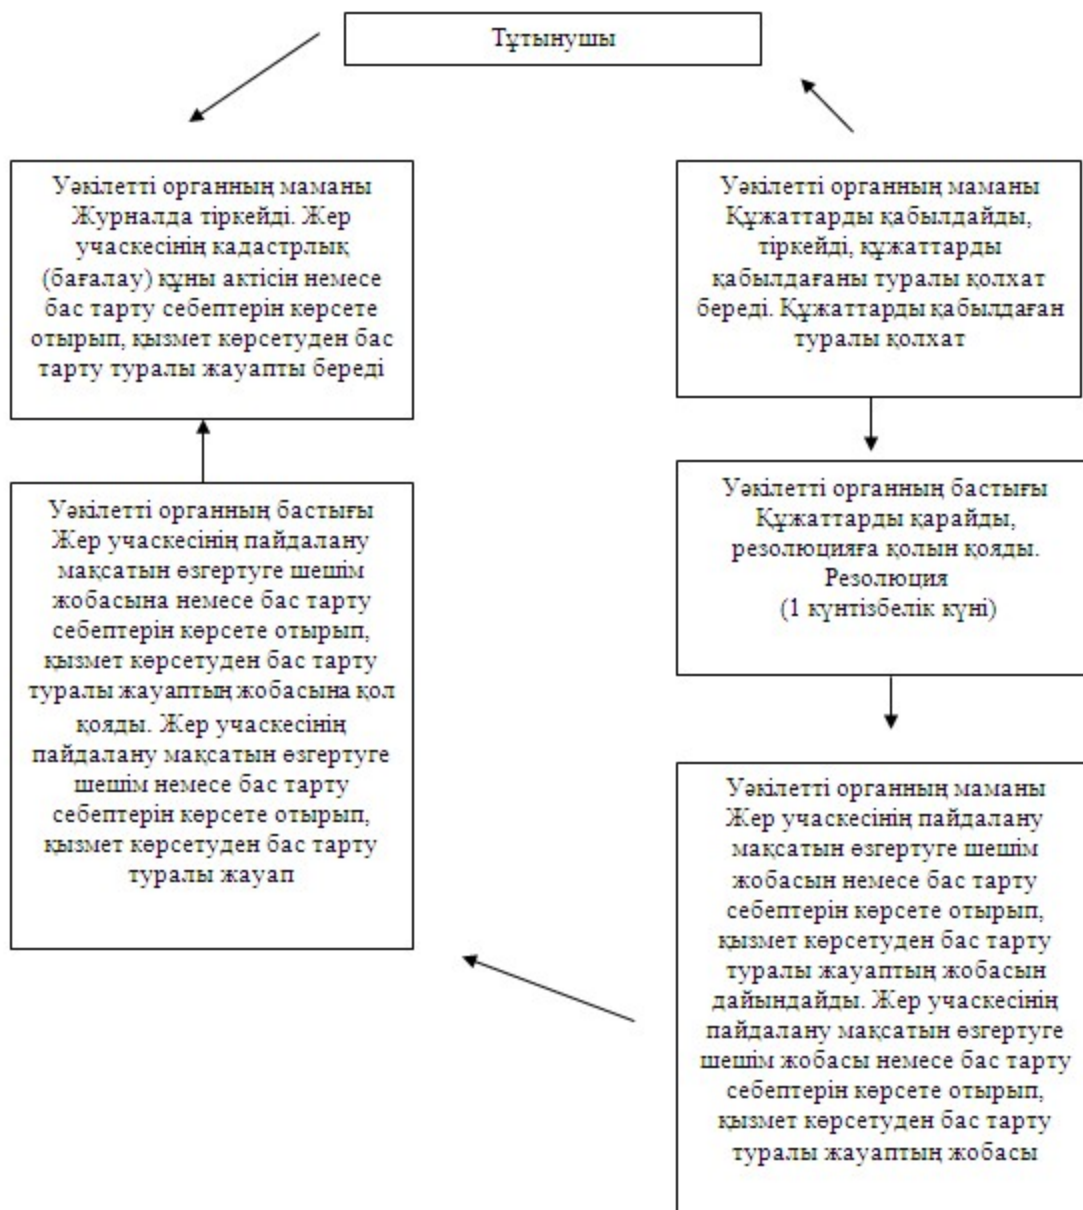 Тұтынушы
Уәкілетті органның маманы
Журналда тіркейді. Жер
учаскесінің кадастрлық
(бағалау) құны актісін немесе
бас тарту себептерін көрсете
отырып, қызмет көрсетуден бас
тарту туралы жауапты береді
Уәкілетті органның маманы
Құжаттарды қабылдайды,
тіркейді, құжаттарды
қабылдағаны туралы қолхат
береді. Құжаттарды қабылдаған
туралы қолхат
Уәкілетті органның бастығы
Жер учаскесінің пайдалану
мақсатын өзгертуге шешім
жобасына немесе бас тарту
себептерін көрсете отырып,
қызмет көрсетуден бас тарту
туралы жауаптың жобасына қол
қояды. Жер учаскесінің
пайдалану мақсатын өзгертуге
шешім немесе бас тарту
себептерін көрсете отырып,
қызмет көрсетуден бас тарту
туралы жауап
Уәкілетті органның бастығы
Құжаттарды қарайды,
резолюцияға қолын қояды.
Резолюция
(1 күнтізбелік күні)
Уәкілетті органның маманы
Жер учаскесінің пайдалану
мақсатын өзгертуге шешім
жобасын немесе бас тарту
себептерін көрсете отырып,
қызмет көрсетуден бас тарту
туралы жауаптың жобасын
дайындайды. Жер учаскесінің
пайдалану мақсатын өзгертуге
шешім жобасы немесе бас тарту
себептерін көрсете отырып,
қызмет көрсетуден бас тарту
туралы жауаптың жобасы